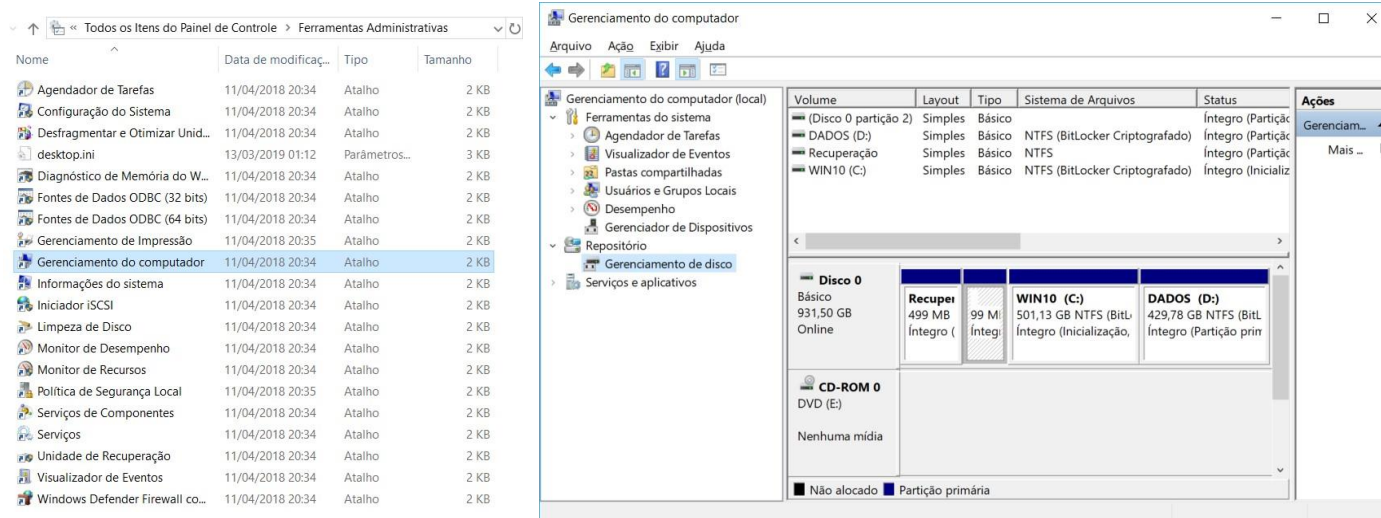 « Todos os Itens do Painel de Controle > Ferramentas Administrativas
Nome Data de modificaç... Tipo Tamanho
Agendador de Tarefas 11/04/2018 20:34 Atalho 2 KB
Configuração do Sistema 11/04/2018 20:34 Atalho 2 KB
Desfragmentar e Otimizar Unid... 11/04/2018 20:34 Atalho 2 KB
desktop.ini 13/03/2019 01:12 Parâmetros... 3 KB
Diagnóstico de Memória do W... 11/04/2018 20:34 Atalho 2 KB
Fontes de Dados ODBC (32 bits) 11/04/2018 20:34 Atalho 2 KB
Fontes de Dados ODBC (64 bits) 11/04/2018 20:34 Atalho 2 KB
Gerenciamento de Impressão 11/04/2018 20:35 Atalho 2 KB
Gerenciamento do computador 11/04/2018 20:34 Atalho 2 KB
Informações do sistema 11/04/2018 20:34 Atalho 2 KB
Iniciador iSCSI 11/04/2018 20:34 Atalho 2 KB
Limpeza de Disco 11/04/2018 20:34 Atalho 2 KB
Monitor de Desempenho 11/04/2018 20:34 Atalho 2 KB
Monitor de Recursos 11/04/2018 20:34 Atalho 2 KB
Política de Segurança Local 11/04/2018 20:35 Atalho 2 KB
Serviços de Componentes 11/04/2018 20:34 Atalho 2 KB
Serviços 11/04/2018 20:34 Atalho 2 KB
Unidade de Recuperação 11/04/2018 20:34 Atalho 2 KB
Visualizador de Eventos 11/04/2018 20:34 Atalho 2 KB
Windows Defender Firewall co... 11/04/2018 20:34 Atalho 2 KB
Gerenciamento do computador
Arquivo Ação Exibir Ajuda
Gerenciamento do computador (local)
Ferramentas do sistema
Agendador de Tarefas
Visualizador de Eventos
Pastas compartilhadas
Usuários e Grupos Locais
Desempenho
Gerenciador de Dispositivos
Repositório
Gerenciamento de disco
Serviços e aplicativos
Volume Layout Tipo Sistema de Arquivos Status
(Disco 0 partição 2) Simples Básico Íntegro (Partiçã
DADOS (D:) Simples Básico NTFS (BitLocker Criptografado) Íntegro (Partiçã
Recuperação Simples Básico NTFS Íntegro (Partiçã
WIN10 (C:) Simples Básico NTFS (BitLocker Criptografado) Íntegro (Inicializ
Disco 0
Básico
931,50 GB
Online
Recuper
499 MB
Íntegro (
99 M
Íntegr
WIN10 (C:)
501,13 GB NTFS (BitL
Íntegro (Inicialização,
DADOS (D:)
429,78 GB NTFS (BitL
Íntegro (Partição prim
CD-ROM 0
DVD (E:)
Nenhuma mídia
Não alocado Partição primária
Ações
Gerenciam...
Mais ...